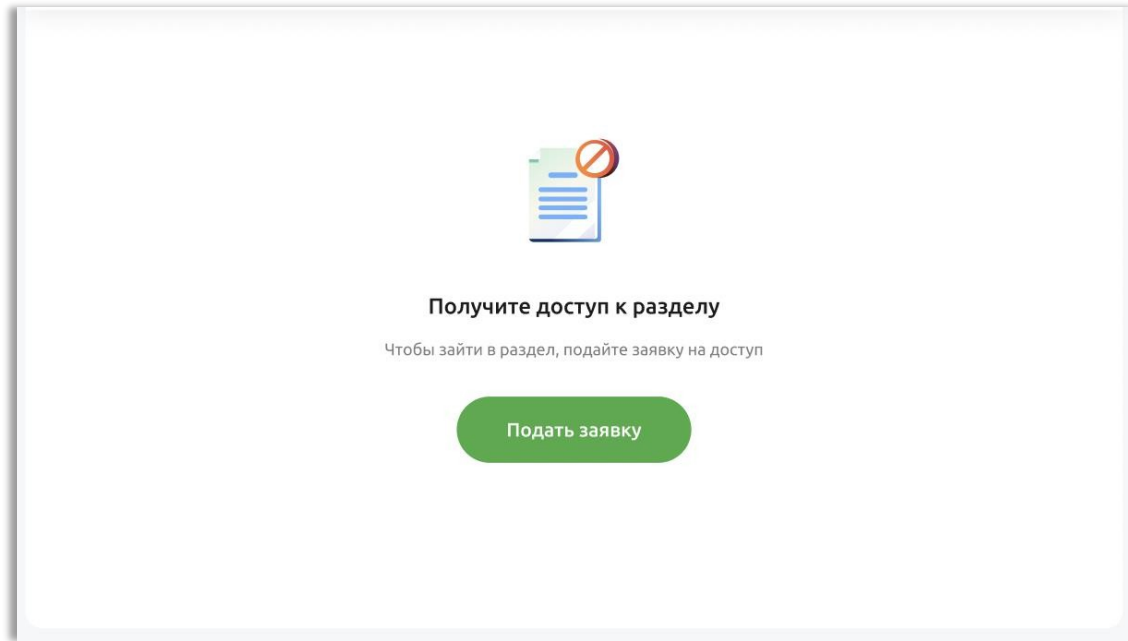 Получите доступ к разделу
Чтобы зайти в раздел, подайте заявку на доступ
Подать заявку